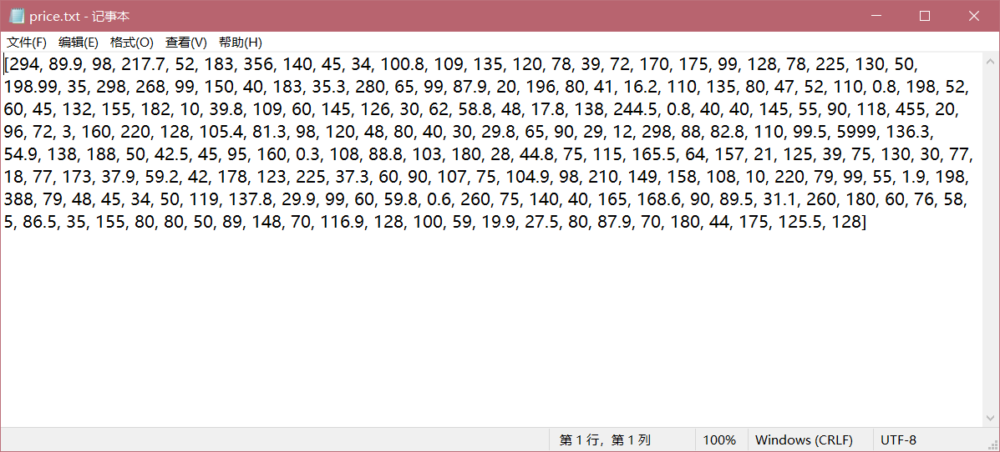 price.txt - 记事本
文件(F) 编辑(E) 格式(O) 查看(V) 帮助(H)
[294, 89.9, 98, 217.7, 52, 183, 356, 140, 45, 34, 100.8, 109, 135, 120, 78, 39, 72, 170, 175, 99, 128, 78, 225, 130, 50,
198.99, 35, 298, 268, 99, 150, 40, 183, 35.3, 280, 65, 99, 87.9, 20, 196, 80, 41, 16.2, 110, 135, 80, 47, 52, 110, 0.8, 198, 52,
60, 45, 132, 155, 182, 10, 39.8, 109, 60, 145, 126, 30, 62, 58.8, 48, 17.8, 138, 244.5, 0.8, 40, 40, 145, 55, 90, 118, 455, 20,
96, 72, 3, 160, 220, 128, 105.4, 81.3, 98, 120, 48, 80, 40, 30, 29.8, 65, 90, 29, 12, 298, 88, 82.8, 110, 99.5, 5999, 136.3,
54.9, 138, 188, 50, 42.5, 45, 95, 160, 0.3, 108, 88.8, 103, 180, 28, 44.8, 75, 115, 165.5, 64, 157, 21, 125, 39, 75, 130, 30, 77,
18, 77, 173, 37.9, 59.2, 42, 178, 123, 225, 37.3, 60, 90, 107, 75, 104.9, 98, 210, 149, 158, 108, 10, 220, 79, 99, 55, 1.9, 198,
388, 79, 48, 45, 34, 50, 119, 137.8, 29.9, 99, 60, 59.8, 0.6, 260, 75, 140, 40, 165, 168.6, 90, 89.5, 31.1, 260, 180, 60, 76, 58,
5, 86.5, 35, 155, 80, 80, 50, 89, 148, 70, 116.9, 128, 100, 59, 19.9, 27.5, 80, 87.9, 70, 180, 44, 175, 125.5, 128]
第 1 行，第 1 列 100% Windows (CRLF) UTF-8